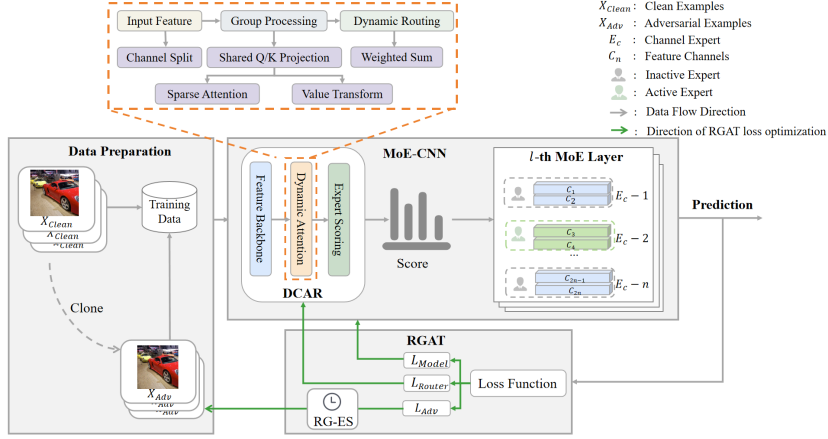 Input Feature
Group Processing
Dynamic Routing
Channel Split
Shared Q/K Projection
Weighted Sum
Sparse Attention
Value Transform
X_Clean : Clean Examples
X_Adv : Adversarial Examples
E_c : Channel Expert
C_n : Feature Channels
: Inactive Expert
: Active Expert
: Data Flow Direction
: Direction of RGAT loss optimization
Data Preparation
X_Clean
X_Clean
X_Clean
Training
Data
Clone
X_Adv
X_Adv
X_Adv
MoE-CNN
Feature Backbone
Dynamic Attention
Expert Scoring
DCAR
Score
l-th MoE Layer
C_1
C_2
E_c − 1
C_3
C_4
E_c − 2
...
C_2n−1
C_2n
E_c − n
Prediction
RGAT
L_Model
L_Router
L_Adv
Loss Function
RG-ES